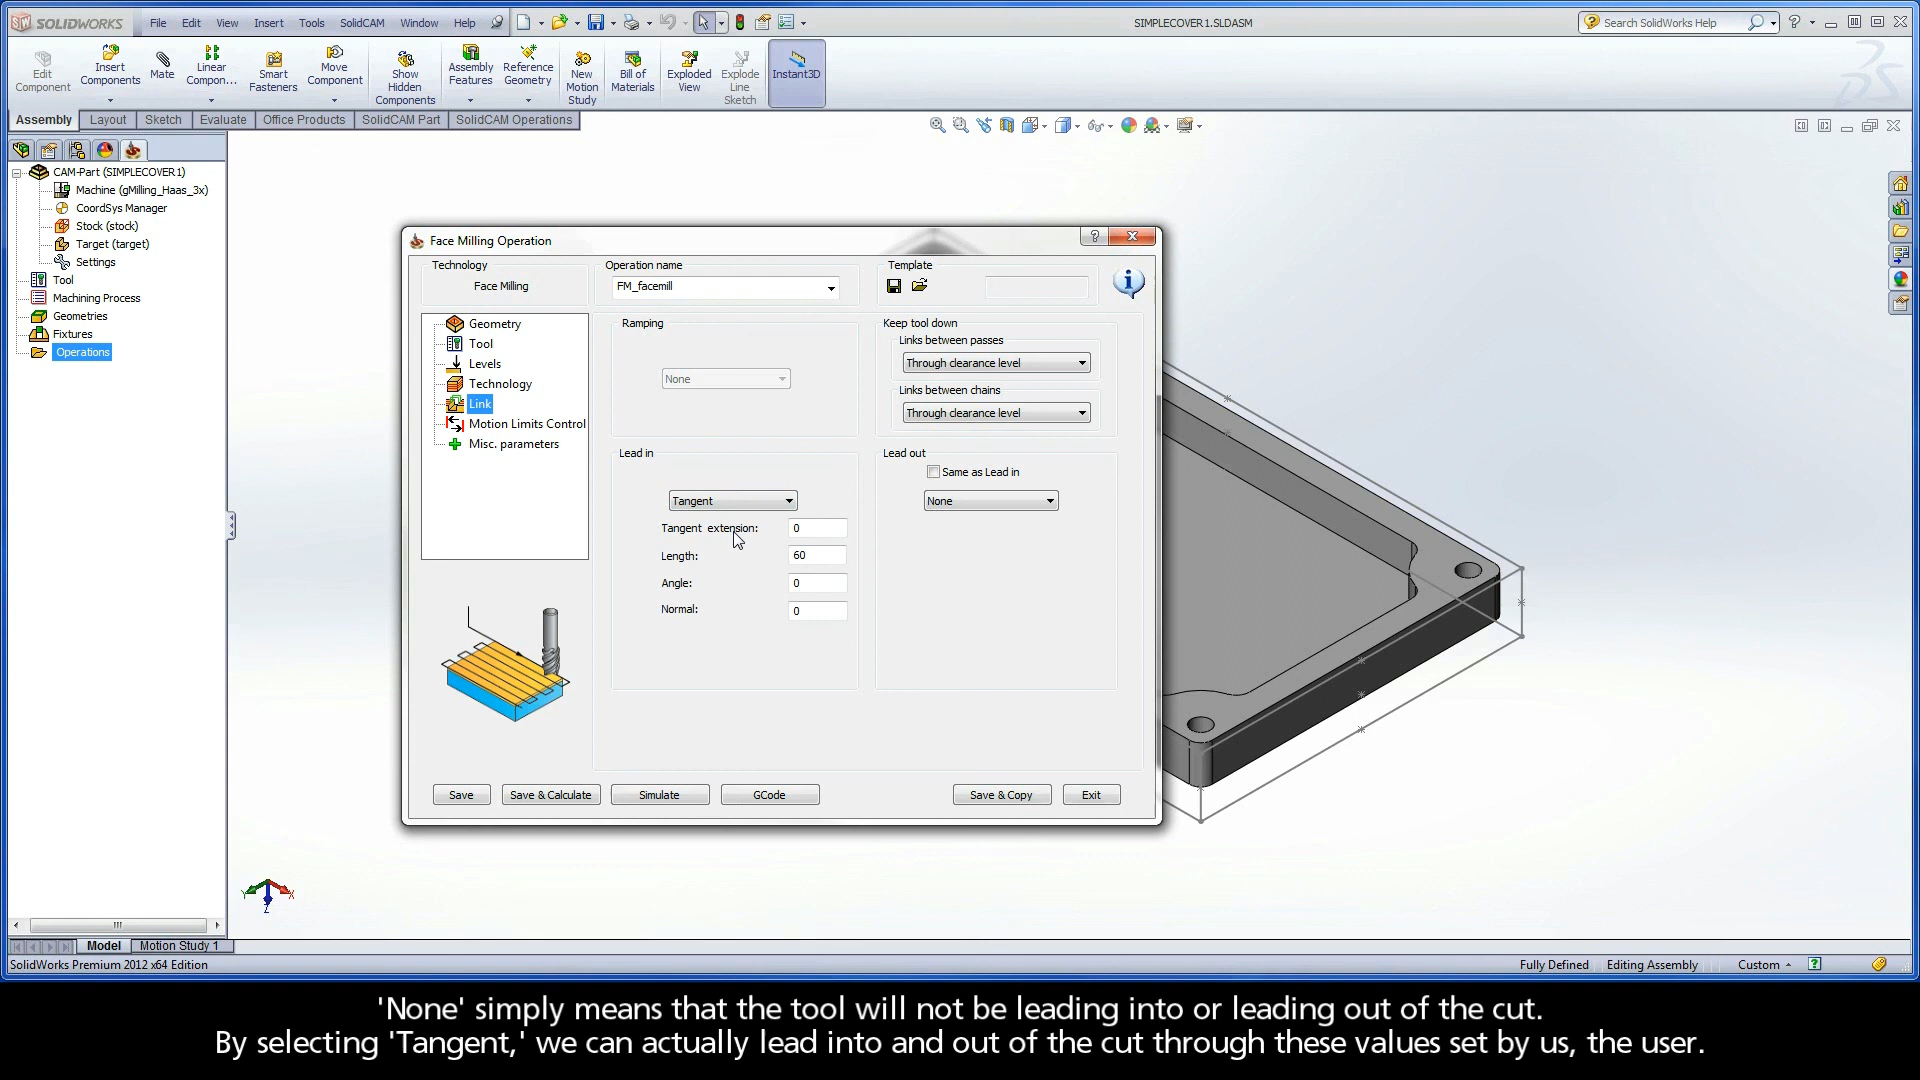 SOLIDWORKS File Edit View Insert Tools SolidCAM Window Help SIMPLECOVER1.SLDASM Search SolidWorks Help
Edit Component
Insert Components
Mate
Linear Compon...
Smart Fasteners
Move Component
Show Hidden Components
Assembly Features
Reference Geometry
New Motion Study
Bill of Materials
Exploded View
Explode Line Sketch
Instant3D
Assembly Layout Sketch Evaluate Office Products SolidCAM Part SolidCAM Operations
CAM-Part (SIMPLECOVER1)
Machine (gMilling_Haas_3x)
CoordSys Manager
Stock (stock)
Target (target)
Settings
Tool
Machining Process
Geometries
Fixtures
Operations
Face Milling Operation
Technology
Face Milling
Operation name
FM_facemill
Template
Geometry
Tool
Levels
Technology
Link
Motion Limits Control
Misc. parameters
Ramping
None
Keep tool down
Links between passes
Through clearance level
Links between chains
Through clearance level
Lead in
Tangent
Tangent extension: 0
Length: 60
Angle: 0
Normal: 0
Lead out
Same as Lead in
None
Save Save & Calculate Simulate GCode Save & Copy Exit
Y X
Z
Model Motion Study 1
SolidWorks Premium 2012 x64 Edition Fully Defined Editing Assembly Custom
'None' simply means that the tool will not be leading into or leading out of the cut.
By selecting 'Tangent,' we can actually lead into and out of the cut through these values set by us, the user.